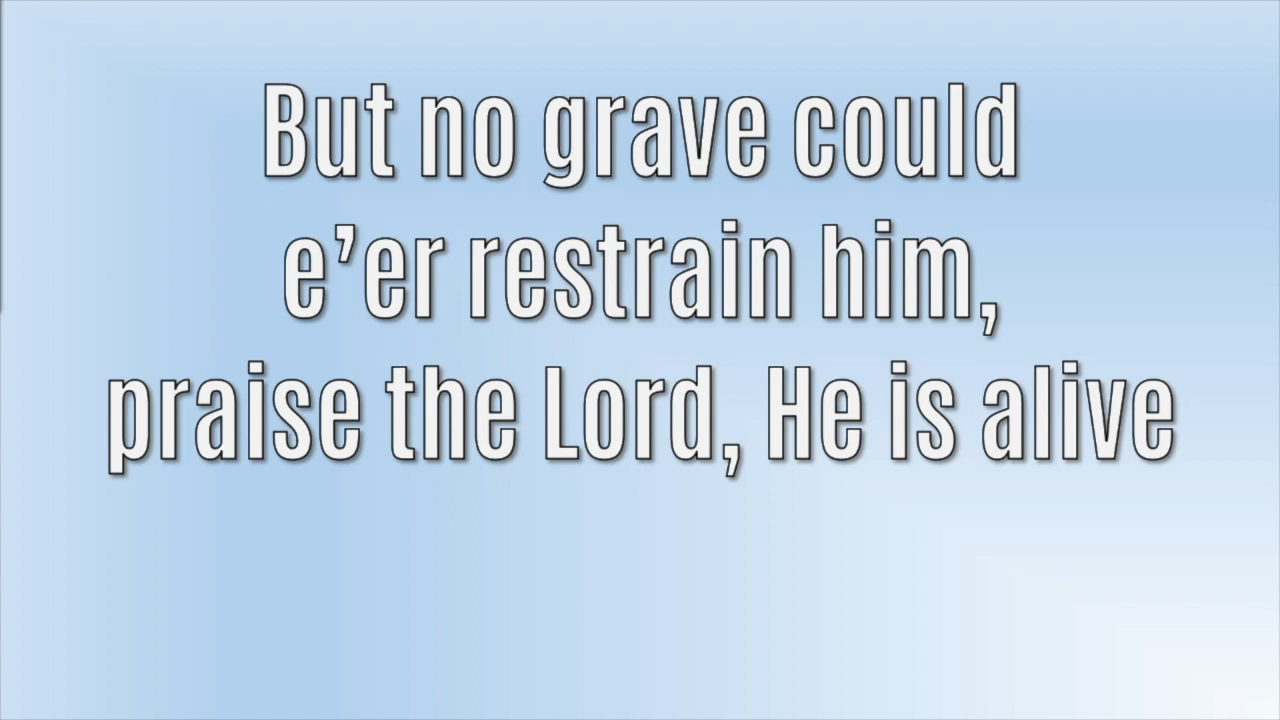 But no grave could
e’er restrain him,
praise the Lord, He is alive